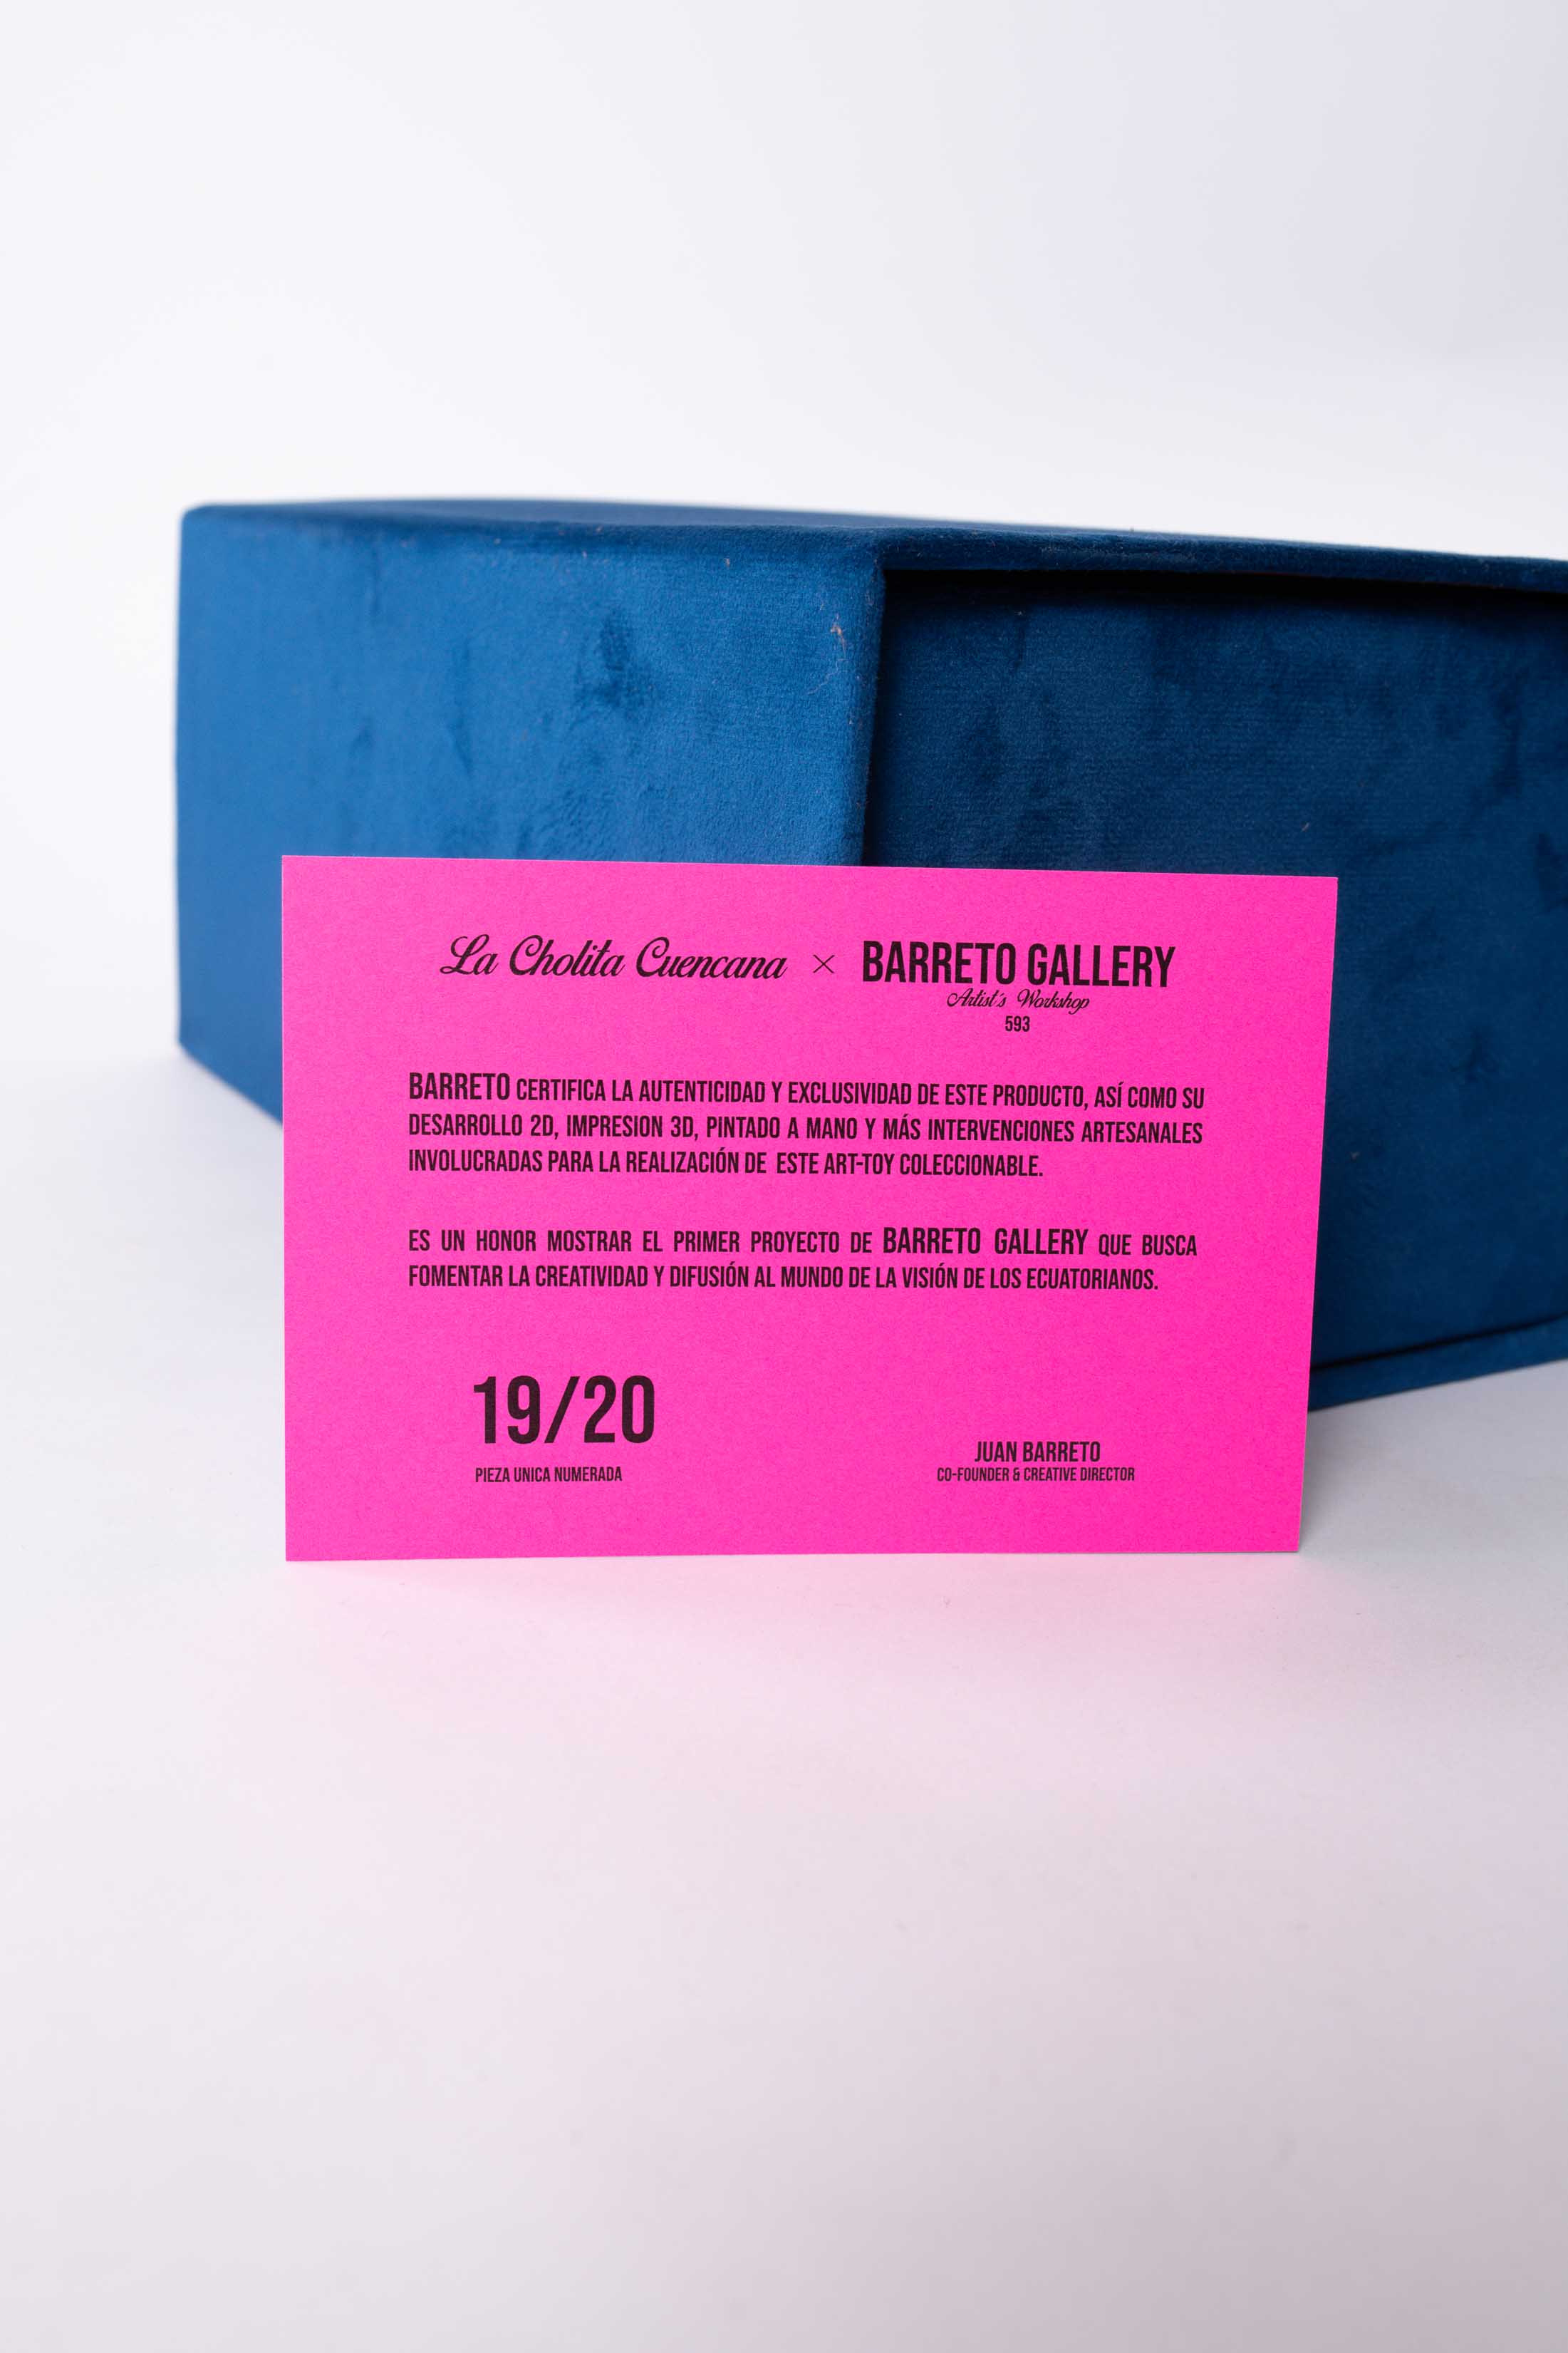 La Cholita Cuencana × BARRETO GALLERY
Artist´s Workshop
593
BARRETO CERTIFICA LA AUTENTICIDAD Y EXCLUSIVIDAD DE ESTE PRODUCTO, ASÍ COMO SU
DESARROLLO 2D, IMPRESION 3D, PINTADO A MANO Y MÁS INTERVENCIONES ARTESANALES
INVOLUCRADAS PARA LA REALIZACIÓN DE ESTE ART-TOY COLECCIONABLE.
ES UN HONOR MOSTRAR EL PRIMER PROYECTO DE BARRETO GALLERY QUE BUSCA
FOMENTAR LA CREATIVIDAD Y DIFUSIÓN AL MUNDO DE LA VISIÓN DE LOS ECUATORIANOS.
19/20
PIEZA UNICA NUMERADA
JUAN BARRETO
CO-FOUNDER & CREATIVE DIRECTOR